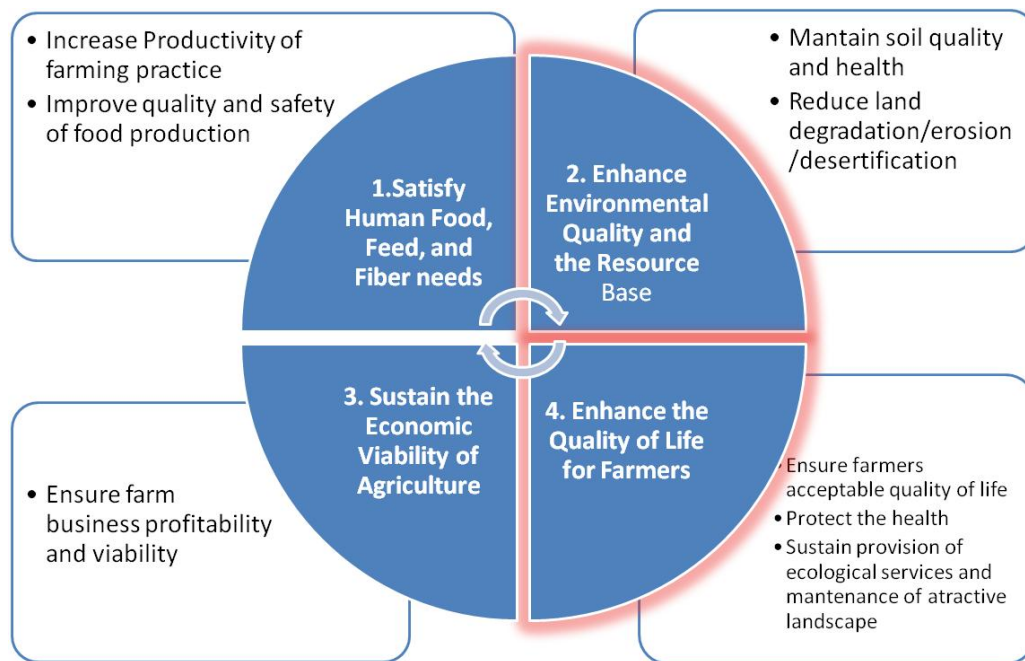 • Increase Productivity of
farming practice
• Improve quality and safety
of food production
• Mantain soil quality
and health
• Reduce land
degradation/erosion
/desertification
1.Satisfy
Human Food,
Feed, and
Fiber needs
2. Enhance
Environmental
Quality and
the Resource
Base
3. Sustain the
Economic
Viability of
Agriculture
4. Enhance the
Quality of Life
for Farmers
• Ensure farm
business profitability
and viability
• Ensure farmers
acceptable quality of life
• Protect the health
• Sustain provision of
ecological services and
mantenance of atractive
landscape